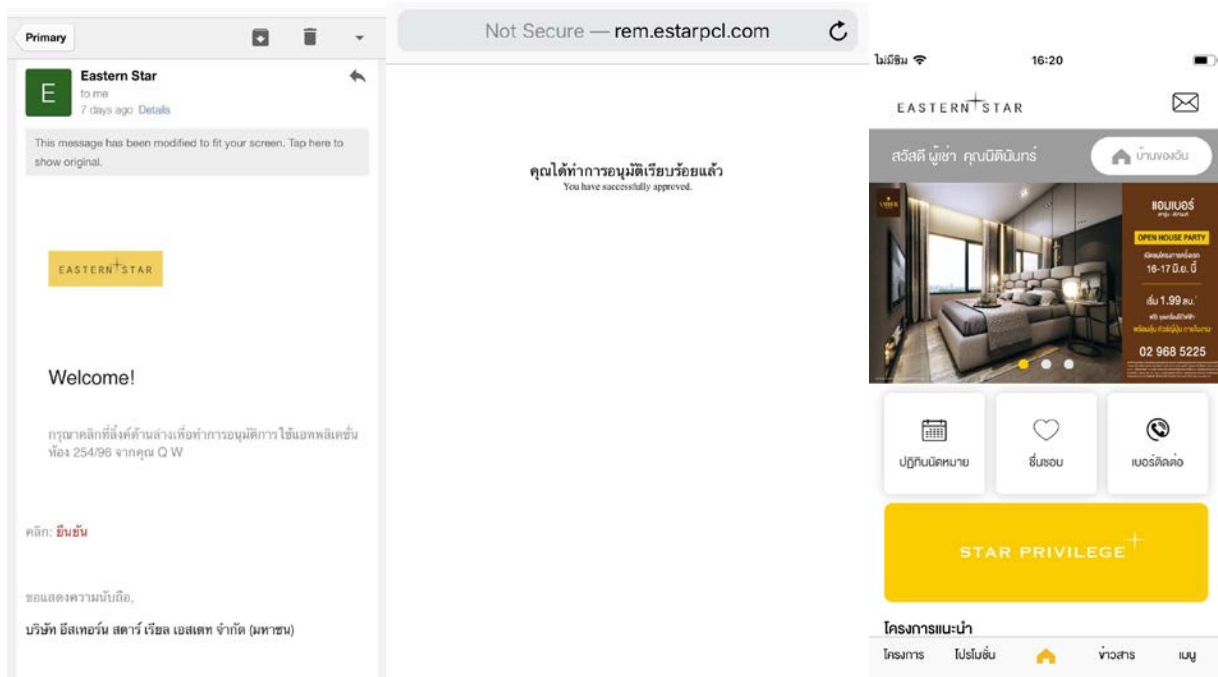 Primary
E
Eastern Star
to me
7 days ago Details
This message has been modified to fit your screen. Tap here to
show original.
EASTERN STAR
Welcome!
กรุณาคลิกที่ลิ้งค์ด้านล่างเพื่อทำการอนุมัติการใช้แอพพลิเคชั่น
ห้อง 254/96 จากคุณ Q W
คลิก: ยืนยัน
ขอแสดงความนับถือ,
บริษัท อีสเทอร์น สตาร์ เรียล เอสเตท จำกัด (มหาชน)
Not Secure — rem.estarpcl.com
คุณได้ทำการอนุมัติเรียบร้อยแล้ว
You have successfully approved.
ไม่มีซิม
16:20
EASTERN STAR
สวัสดี ผู้เช่า คุณนิตินันทร์
บ้านของฉัน
แอมเบอร์
OPEN HOUSE PARTY
16-17 มิ.ย. นี้
เริ่ม 1.99 ลบ.*
02 968 5225
ปฏิทินนัดหมาย
ชื่นชอบ
เบอร์ติดต่อ
STAR PRIVILEGE
โครงการแนะนำ
โครงการ
โปรโมชั่น
ข่าวสาร
เมนู